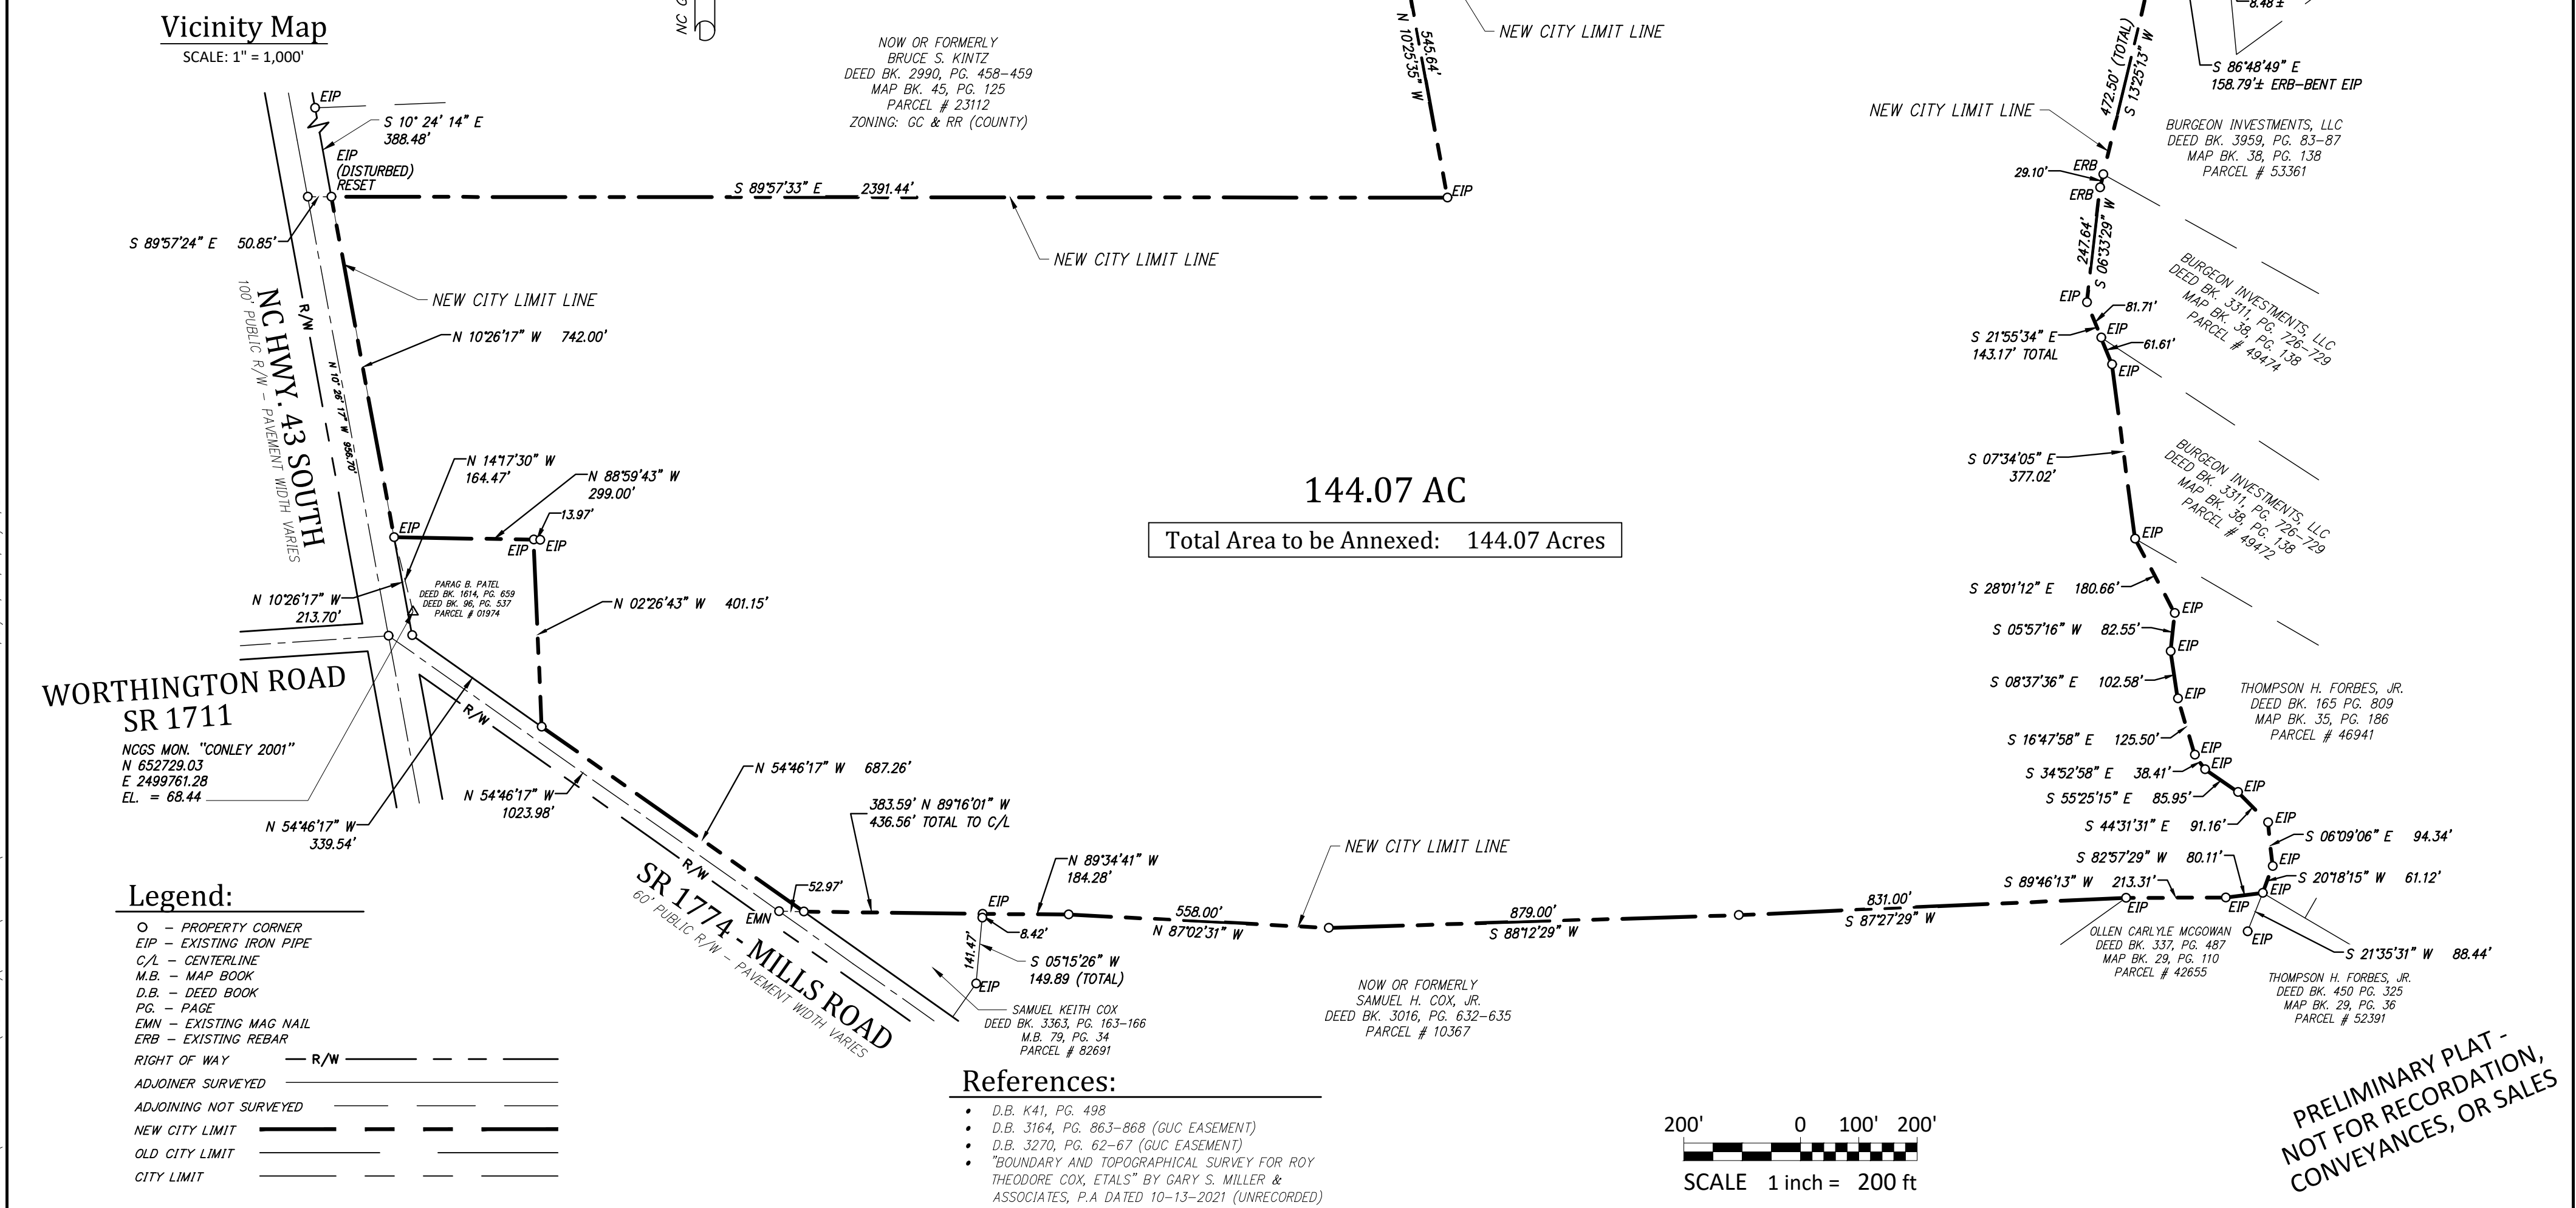 Vicinity Map
SCALE: 1" = 1,000'
NC G
NOW OR FORMERLY
BRUCE S. KINTZ
DEED BK. 2990, PG. 458-459
MAP BK. 45, PG. 125
PARCEL # 23112
ZONING: GC & RR (COUNTY)
545.64'
N 10°25'35" W
NEW CITY LIMIT LINE
472.50' (TOTAL)
S 13°25'13" W
8.48'±
S 86°48'49" E
158.79'± ERB-BENT EIP
NEW CITY LIMIT LINE
BURGEON INVESTMENTS, LLC
DEED BK. 3959, PG. 83-87
MAP BK. 38, PG. 138
PARCEL # 53361
EIP
S 10° 24' 14" E
388.48'
EIP
(DISTURBED)
RESET
S 89°57'33" E 2391.44'
EIP
S 89°57'24" E 50.85'
NEW CITY LIMIT LINE
NEW CITY LIMIT LINE
N 10°26'17" W 742.00'
R/W
NC HWY. 43 SOUTH
100' PUBLIC R/W - PAVEMENT WIDTH VARIES
N 10° 26' 17" W 956.70'
ERB
29.10'
ERB
247.64'
S 06°33'29" W
EIP
81.71'
S 21°55'34" E
143.17' TOTAL
EIP
61.61'
EIP
BURGEON INVESTMENTS, LLC
DEED BK. 3311, PG. 726-729
MAP BK. 38, PG. 138
PARCEL # 49474
S 07°34'05" E
377.02'
BURGEON INVESTMENTS, LLC
DEED BK. 3311, PG. 726-729
MAP BK. 38, PG. 138
PARCEL # 49472
N 14°17'30" W
164.47'
N 88°59'43" W
299.00'
13.97'
EIP
EIP
EIP
144.07 AC
Total Area to be Annexed: 144.07 Acres
EIP
PARAG B. PATEL
DEED BK. 1614, PG. 659
DEED BK. 96, PG. 537
PARCEL # 01974
N 10°26'17" W
213.70'
N 02°26'43" W 401.15'
S 28°01'12" E 180.66'
EIP
S 05°57'16" W 82.55'
EIP
S 08°37'36" E 102.58'
EIP
THOMPSON H. FORBES, JR.
DEED BK. 165 PG. 809
MAP BK. 35, PG. 186
PARCEL # 46941
WORTHINGTON ROAD
SR 1711
NCGS MON. "CONLEY 2001"
N 652729.03
E 2499761.28
EL. = 68.44
R/W
N 54°46'17" W
339.54'
N 54°46'17" W
1023.98'
N 54°46'17" W 687.26'
383.59' N 89°16'01" W
436.56' TOTAL TO C/L
S 16°47'58" E 125.50'
EIP
S 34°52'58" E 38.41'
EIP
S 55°25'15" E 85.95'
EIP
S 44°31'31" E 91.16'
EIP
S 06°09'06" E 94.34'
EIP
S 82°57'29" W 80.11'
S 20°18'15" W 61.12'
EIP
S 89°46'13" W 213.31'
EIP
EIP
EIP
S 21°35'31" W 88.44'
R/W
SR 1774 - MILLS ROAD
60' PUBLIC R/W - PAVEMENT WIDTH VARIES
EMN
52.97'
EIP
8.42'
N 89°34'41" W
184.28'
141.47'
S 05°15'26" W
149.89 (TOTAL)
EIP
558.00'
N 87°02'31" W
NEW CITY LIMIT LINE
879.00'
S 88°12'29" W
831.00'
S 87°27'29" W
SAMUEL KEITH COX
DEED BK. 3363, PG. 163-166
M.B. 79, PG. 34
PARCEL # 82691
NOW OR FORMERLY
SAMUEL H. COX, JR.
DEED BK. 3016, PG. 632-635
PARCEL # 10367
OLLEN CARLYLE MCGOWAN
DEED BK. 337, PG. 487
MAP BK. 29, PG. 110
PARCEL # 42655
THOMPSON H. FORBES, JR.
DEED BK. 450 PG. 325
MAP BK. 29, PG. 36
PARCEL # 52391
Legend:
O - PROPERTY CORNER
EIP - EXISTING IRON PIPE
C/L - CENTERLINE
M.B. - MAP BOOK
D.B. - DEED BOOK
PG. - PAGE
EMN - EXISTING MAG NAIL
ERB - EXISTING REBAR
RIGHT OF WAY R/W
ADJOINER SURVEYED
ADJOINING NOT SURVEYED
NEW CITY LIMIT
OLD CITY LIMIT
CITY LIMIT
References:
• D.B. K41, PG. 498
• D.B. 3164, PG. 863-868 (GUC EASEMENT)
• D.B. 3270, PG. 62-67 (GUC EASEMENT)
• "BOUNDARY AND TOPOGRAPHICAL SURVEY FOR ROY
THEODORE COX, ETALS" BY GARY S. MILLER &
ASSOCIATES, P.A DATED 10-13-2021 (UNRECORDED)
200' 0 100' 200'
SCALE 1 inch = 200 ft
PRELIMINARY PLAT -
NOT FOR RECORDATION,
CONVEYANCES, OR SALES